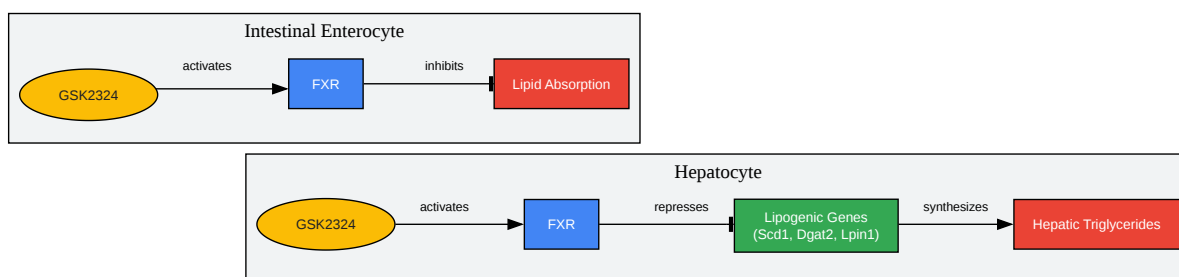 Intestinal Enterocyte
GSK2324
activates
FXR
inhibits
Lipid Absorption
Hepatocyte
GSK2324
activates
FXR
represses
Lipogenic Genes
(Scd1, Dgat2, Lpin1)
synthesizes
Hepatic Triglycerides